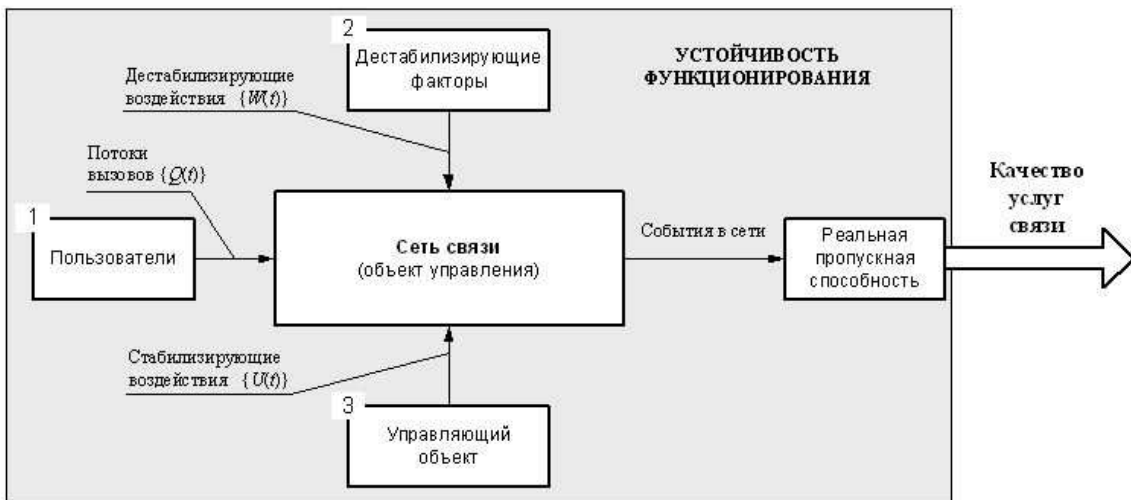 2
Дестабилизирующие
факторы
УСТОЙЧИВОСТЬ
ФУНКЦИОНИРОВАНИЯ
Дестабилизирующие
воздействия {W(t)}
Потоки
вызовов {Q(t)}
1
Пользователи
Сеть связи
(объект управления)
События в сети
Реальная
пропускная
способность
Качество
услуг
связи
Стабилизирующие
воздействия {U(t)}
3
Управляющий
объект